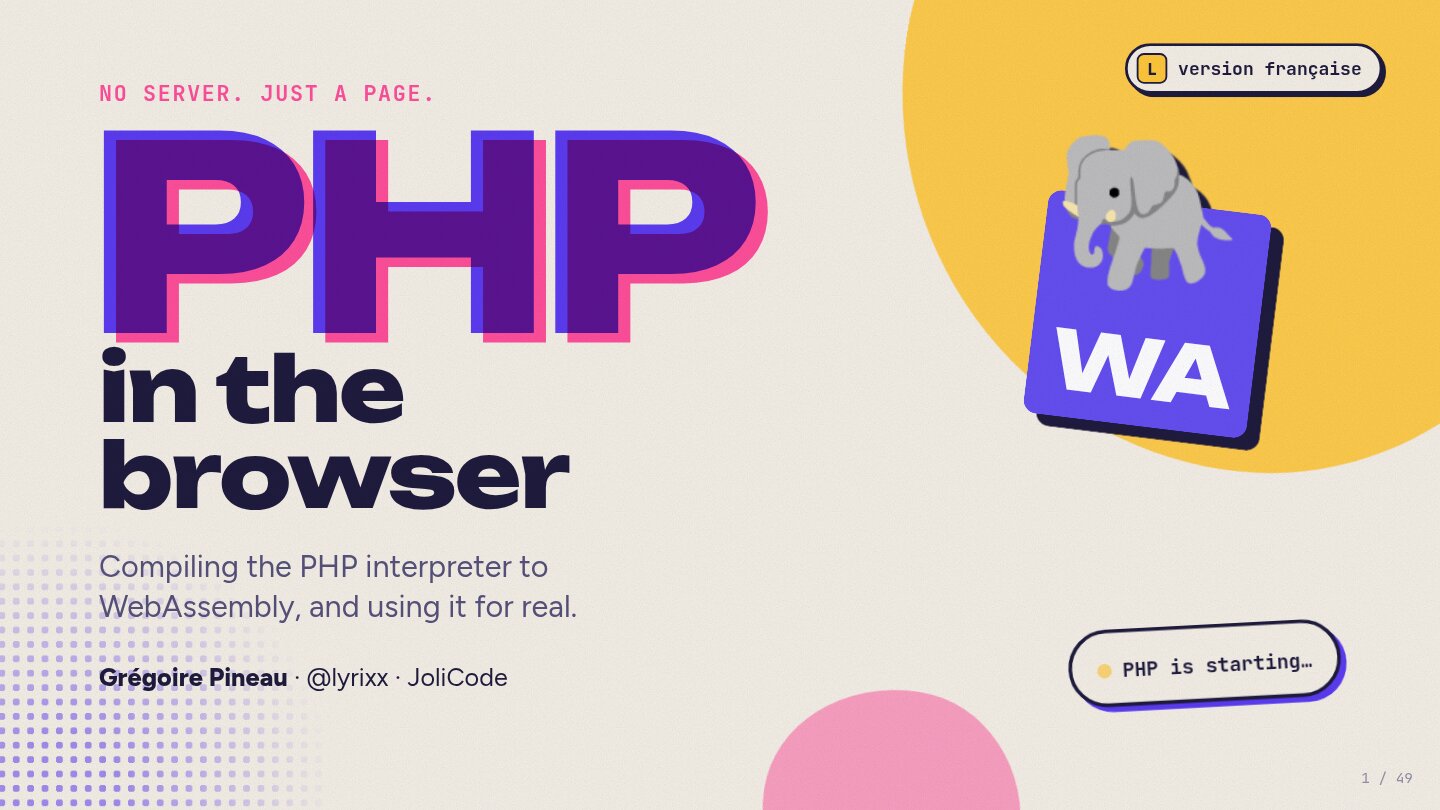 L version française
NO SERVER. JUST A PAGE.
PHP
in the
browser
WA
Compiling the PHP interpreter to
WebAssembly, and using it for real.
Grégoire Pineau · @lyrixx · JoliCode
PHP is starting…
1 / 49